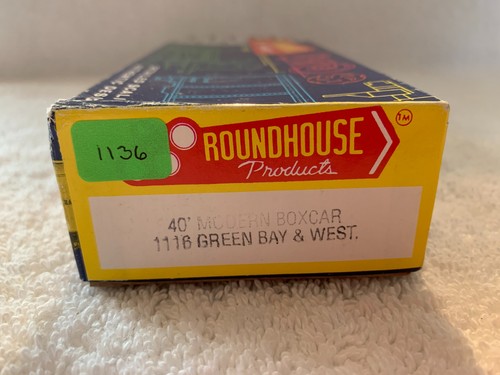 1136
ROUNDHOUSE
TM
Products
40' MODERN BOXCAR
1116 GREEN BAY & WEST.